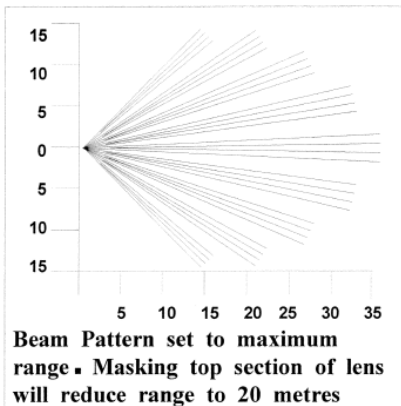 15
10
5
0
5
10
15
5 10 15 20 25 30 35
Beam Pattern set to maximum
range ▪ Masking top section of lens
will reduce range to 20 metres